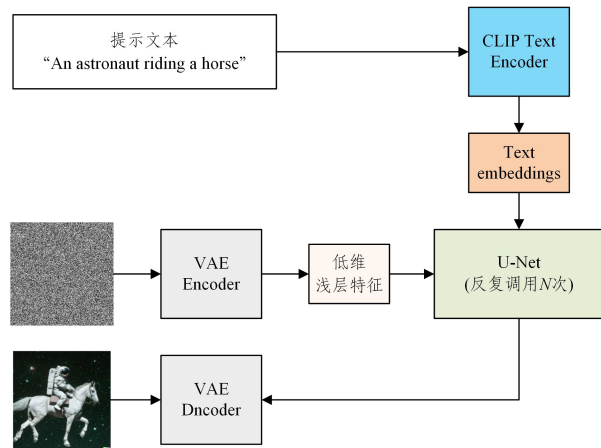 提示文本
“An astronaut riding a horse”
CLIP Text
Encoder
Text
embeddings
VAE
Encoder
低维
浅层特征
U-Net
(反复调用N次)
VAE
Dncoder